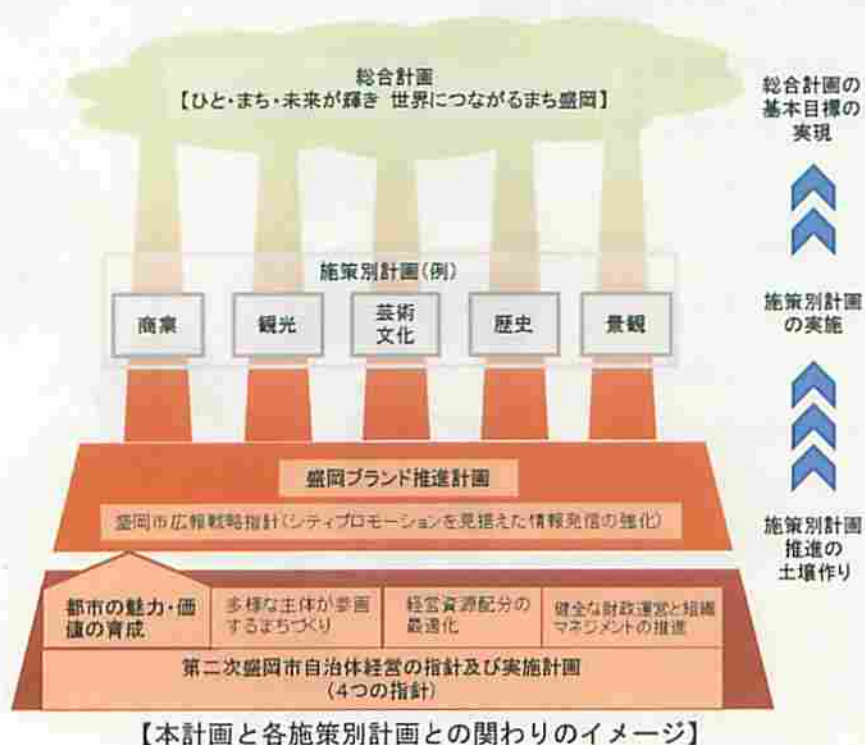 総合計画
【ひと・まち・未来が輝き 世界につながるまち盛岡】
総合計画の
基本目標の
実現
施策別計画(例)
商業
観光
芸術
文化
歴史
景観
施策別計画
の実施
盛岡ブランド推進計画
盛岡市広報戦略指針(シティプロモーションを見据えた情報発信の強化)
施策別計画
推進の
土壌作り
都市の魅力・価
値の育成
多様な主体が参画
するまちづくり
経営資源配分の
最適化
健全な財政運営と組織
マネジメントの推進
第二次盛岡市自治体経営の指針及び実施計画
(4つの指針)
【本計画と各施策別計画との関わりのイメージ】